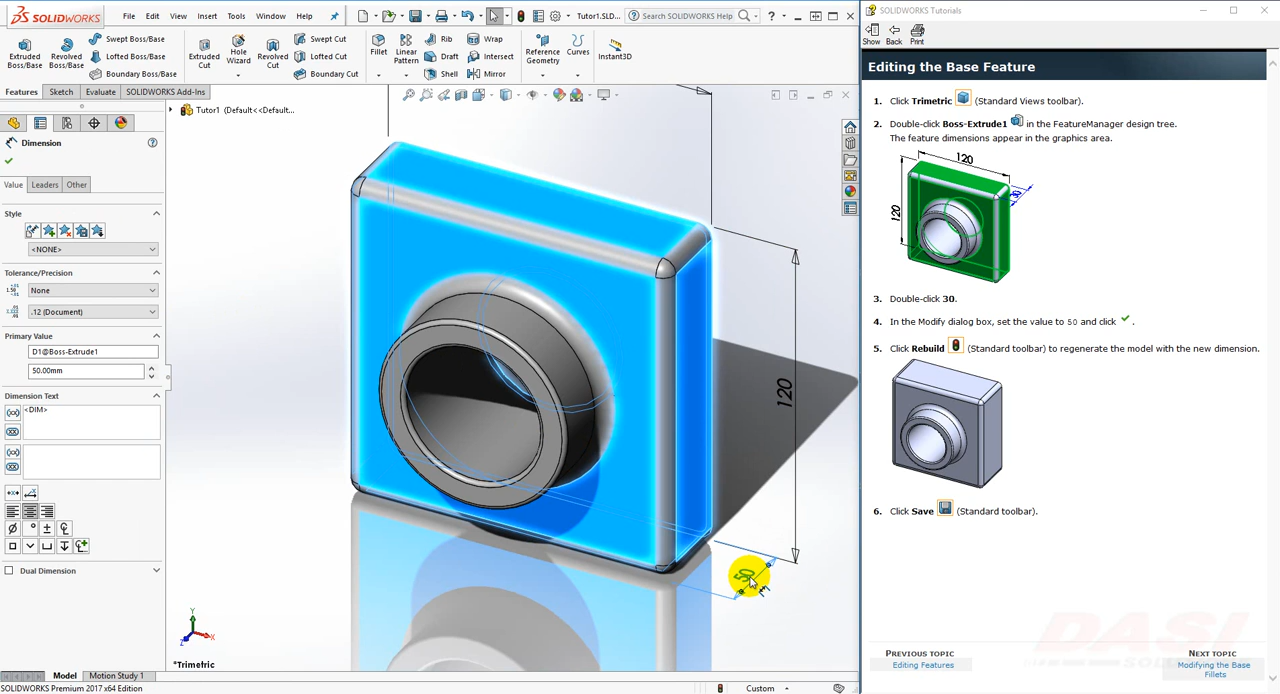 SOLIDWORKS
File Edit View Insert Tools Window Help
Tutor1.SLD...
Search SOLIDWORKS Help
Extruded Boss/Base
Revolved Boss/Base
Swept Boss/Base
Lofted Boss/Base
Boundary Boss/Base
Extruded Cut
Hole Wizard
Revolved Cut
Swept Cut
Lofted Cut
Boundary Cut
Fillet
Linear Pattern
Rib
Draft
Shell
Wrap
Intersect
Mirror
Reference Geometry
Curves
Instant3D
Features Sketch Evaluate SOLIDWORKS Add-Ins
Tutor1 (Default<<Default...
Dimension
Value Leaders Other
Style
<NONE>
Tolerance/Precision
None
.12 (Document)
Primary Value
D1@Boss-Extrude1
50.00mm
Dimension Text
<DIM>
Dual Dimension
120
50
Y
X
Z
*Trimetric
Model Motion Study 1
SOLIDWORKS Premium 2017 x64 Edition
Custom
SOLIDWORKS Tutorials
Show Back Print
Editing the Base Feature
1. Click Trimetric (Standard Views toolbar).
2. Double-click Boss-Extrude1 in the FeatureManager design tree.
The feature dimensions appear in the graphics area.
120
30
120
3. Double-click 30.
4. In the Modify dialog box, set the value to 50 and click .
5. Click Rebuild (Standard toolbar) to regenerate the model with the new dimension.
6. Click Save (Standard toolbar).
DASI
SOL
PREVIOUS TOPIC
Editing Features
NEXT TOPIC
Modifying the Base
Fillets